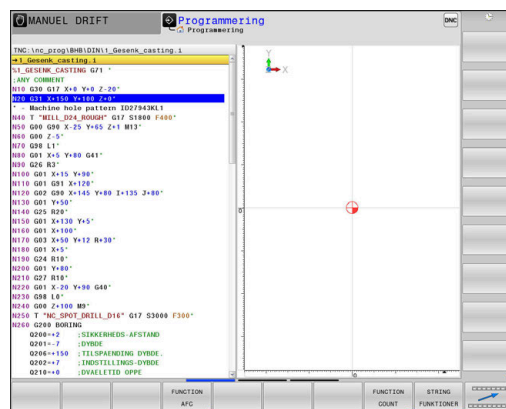 MANUEL DRIFT
Programmering
Programmering
DNC
TNC:\nc_prog\BHB\DIN\1_Gesenk_casting.i
→1_Gesenk_casting.i
%1_GESENK_CASTING G71 *
;ANY COMMENT
N10 G30 G17 X+0 Y+0 Z-20*
N20 G31 X+150 Y+100 Z+0*
* - Machine hole pattern ID27943KL1
N40 T "MILL_D24_ROUGH" G17 S1800 F400*
N50 G00 G90 X-25 Y+65 Z+1 M13*
N60 G00 Z-5*
N70 G98 L1*
N80 G01 X+5 Y+80 G41*
N90 G26 R3*
N100 G01 X+15 Y+90*
N110 G01 G91 X+120*
N120 G02 G90 X+145 Y+80 I+135 J+80*
N130 G01 Y+50*
N140 G25 R20*
N150 G01 X+130 Y+5*
N160 G01 X+100*
N170 G03 X+50 Y+12 R+30*
N180 G01 X+5*
N190 G24 R10*
N200 G01 Y+80*
N210 G27 R10*
N220 G01 X-20 Y+90 G40*
N230 G98 L0*
N240 G00 Z+100 M9*
N250 T "NC_SPOT_DRILL_D16" G17 S3000 F300*
N260 G200 BORING
Q200=+2 ;SIKKERHEDS-AFSTAND
Q201=-7 ;DYBDE
Q206=+150 ;TILSPAENDING DYBDE.
Q202=+7 ;INDSTILLINGS-DYBDE
Q210=+0 ;DVAELETID OPPE
Y
X
0
0
FUNCTION
AFC
FUNCTION
COUNT
STRING
FUNKTIONER